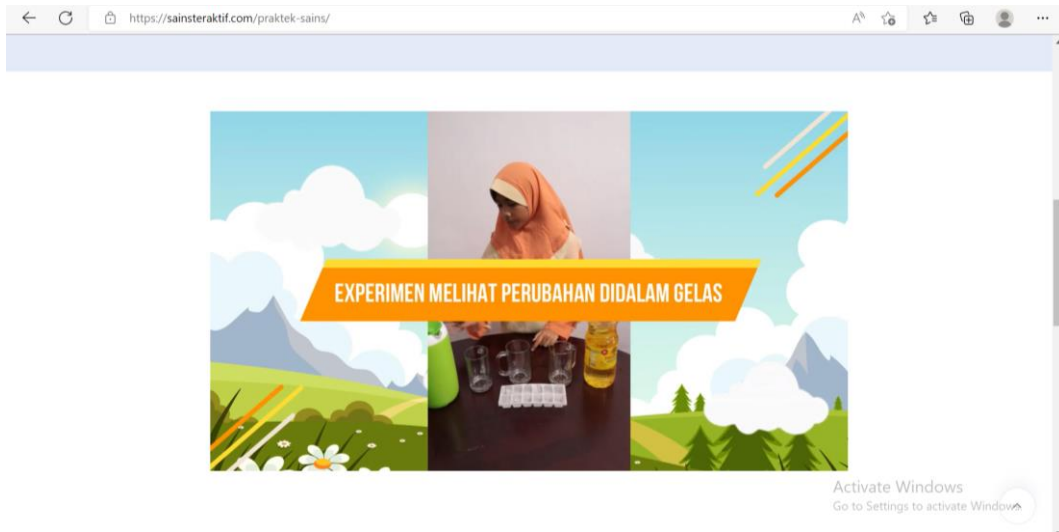 https://sainsteraktif.com/praktek-sains/
EXPERIMEN MELIHAT PERUBAHAN DIDALAM GELAS
Activate Windows
Go to Settings to activate Windows.